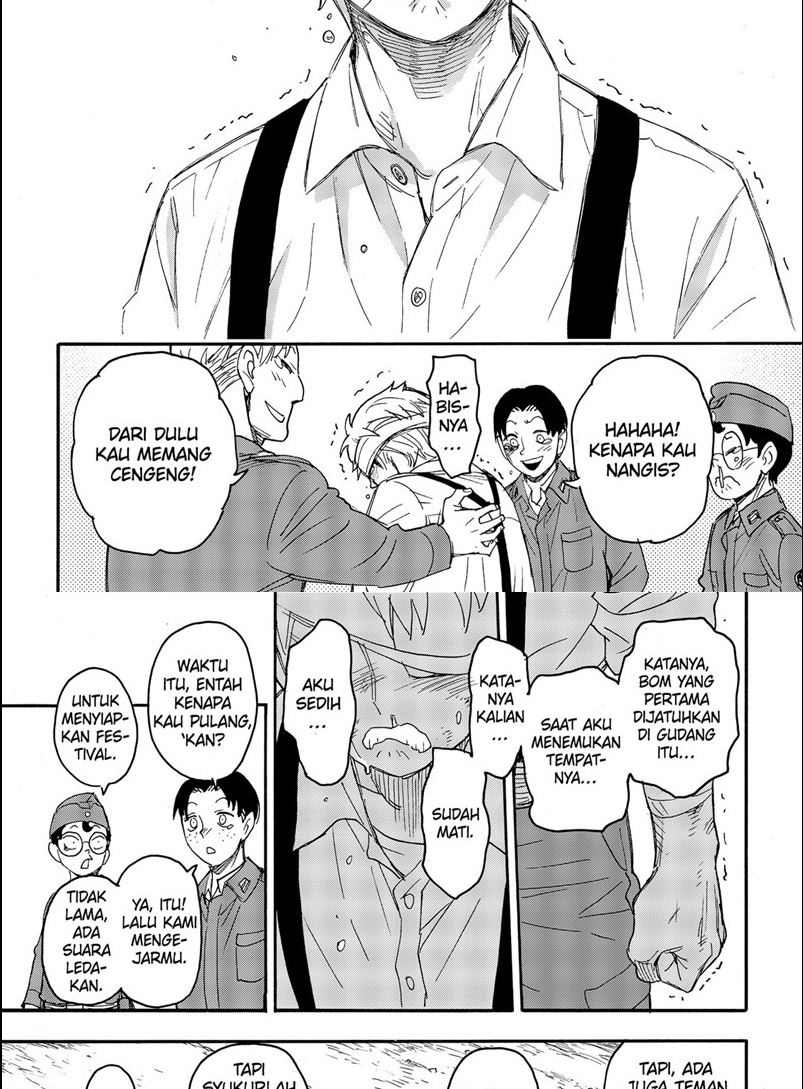 HAHAHA!
KENAPA KAU
NANGIS?
HA-
BIS-
NYA
...
DARI DULU
KAU MEMANG
CENGENG!
KATANYA,
BOM YANG
PERTAMA
DIJATUHKAN
DI GUDANG
ITU...
SAAT AKU
MENEMUKAN
TEMPAT-
NYA...
KATA-
NYA
KALIAN
...
SUDAH
MATI.
AKU
SEDIH
...
WAKTU
ITU, ENTAH
KENAPA
KAU PULANG,
'KAN?
UNTUK
MENYIAP-
KAN FES-
TIVAL.
YA, ITU!
LALU KAMI
MENGE-
JARMU.
TIDAK
LAMA,
ADA
SUARA
LEDA-
KAN.
TAPI, ADA
JUGA TEMAN
TAPI
SYUKURLAH